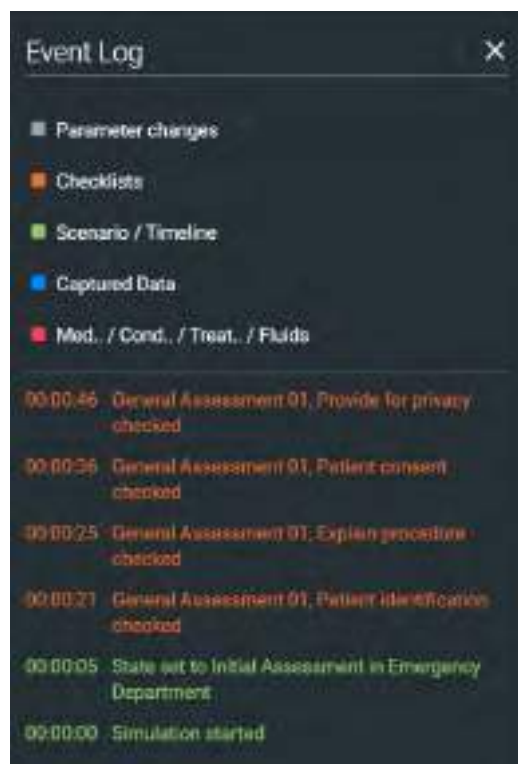 Event Log
Parameter changes
Checklists
Scenario / Timeline
Captured Data
Med.. / Cond.. / Treat.. / Fluids
00:00:46 General Assessment 01, Provide for privacy
checked
00:00:36 General Assessment 01, Patient consent
checked
00:00:25 General Assessment 01, Explain procedure
checked
00:00:21 General Assessment 01, Patient identification
checked
00:00:05 State set to Initial Assessment in Emergency
Department
00:00:00 Simulation started